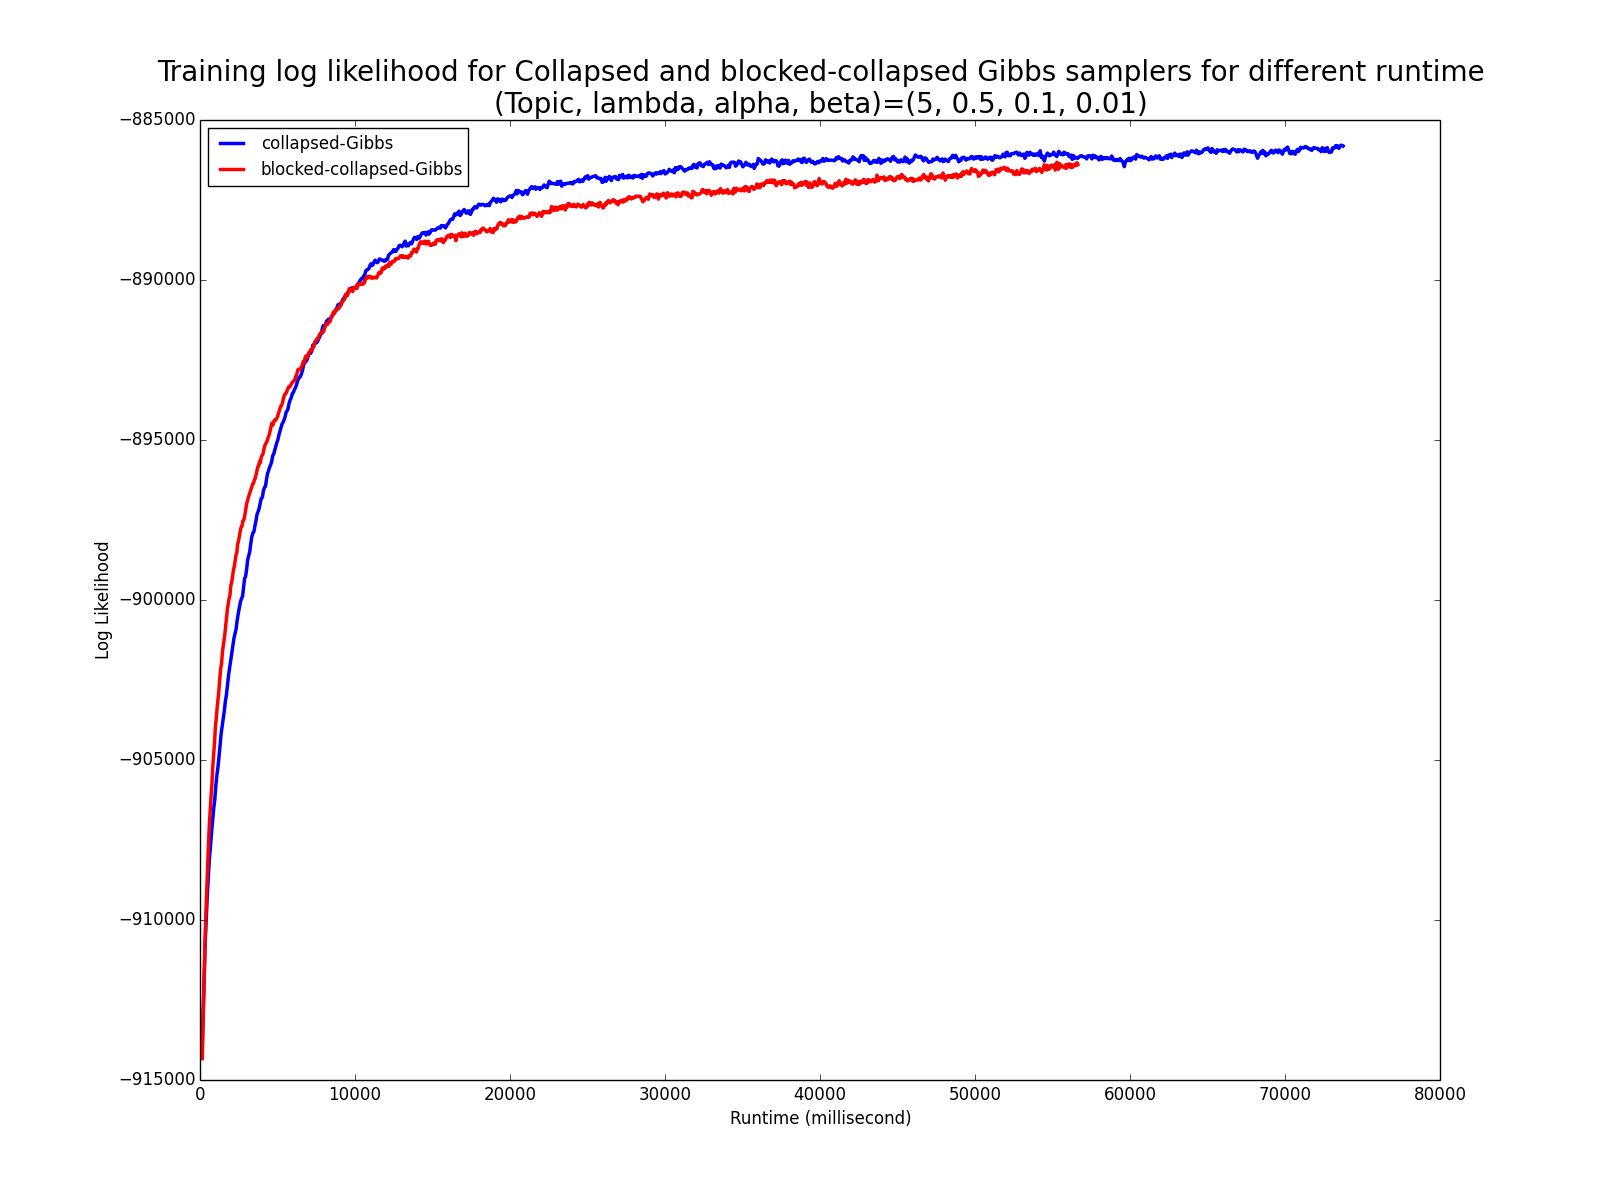 Training log likelihood for Collapsed and blocked-collapsed Gibbs samplers for different runtime
(Topic, lambda, alpha, beta)=(5, 0.5, 0.1, 0.01)
−885000
collapsed-Gibbs
blocked-collapsed-Gibbs
−890000
−895000
−900000
−905000
−910000
−915000
Log Likelihood
0 10000 20000 30000 40000 50000 60000 70000 80000
Runtime (millisecond)